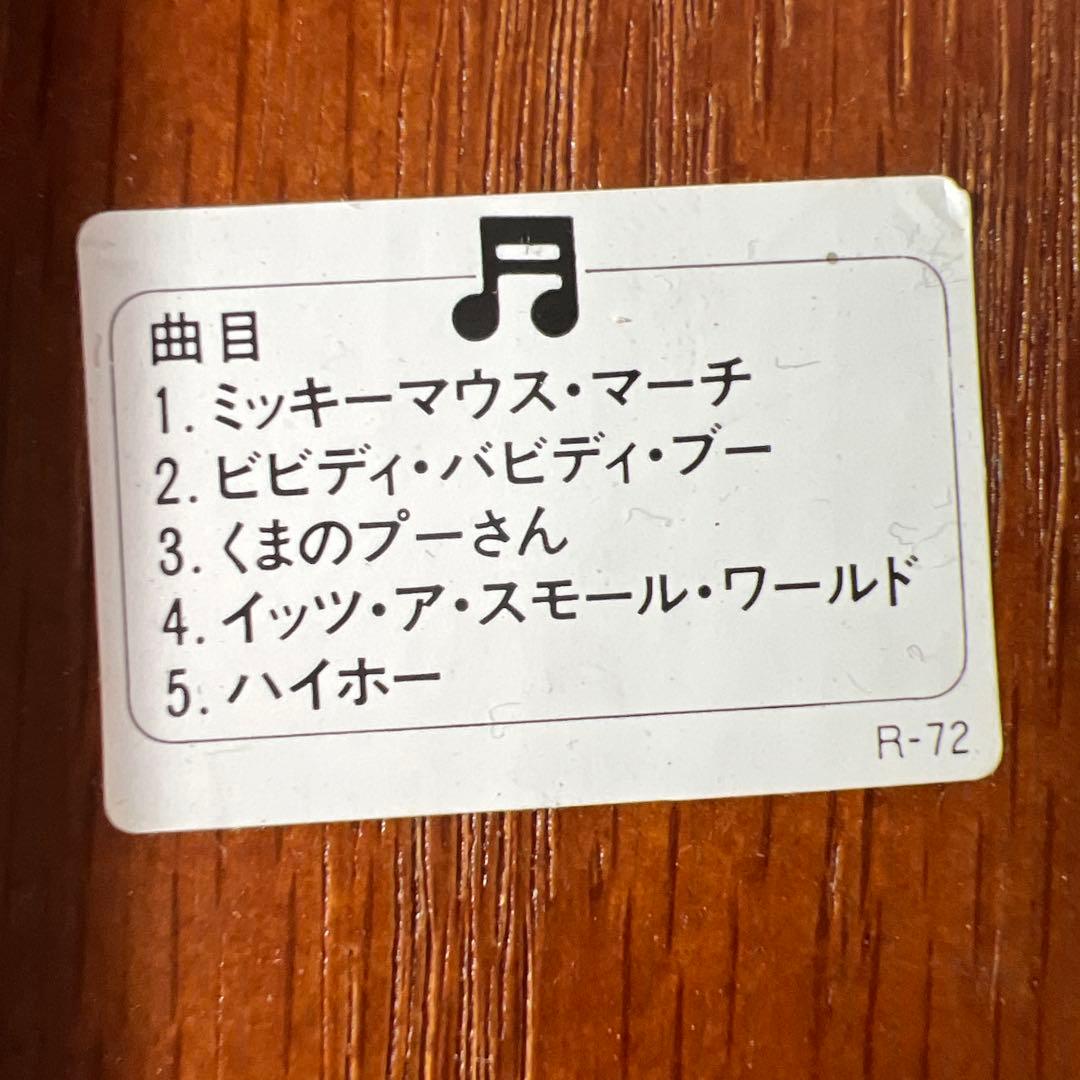 曲目
1. ミッキーマウス・マーチ
2. ビビディ・バビディ・ブー
3. くまのプーさん
4. イッツ・ア・スモール・ワールド
5. ハイホー
R-72